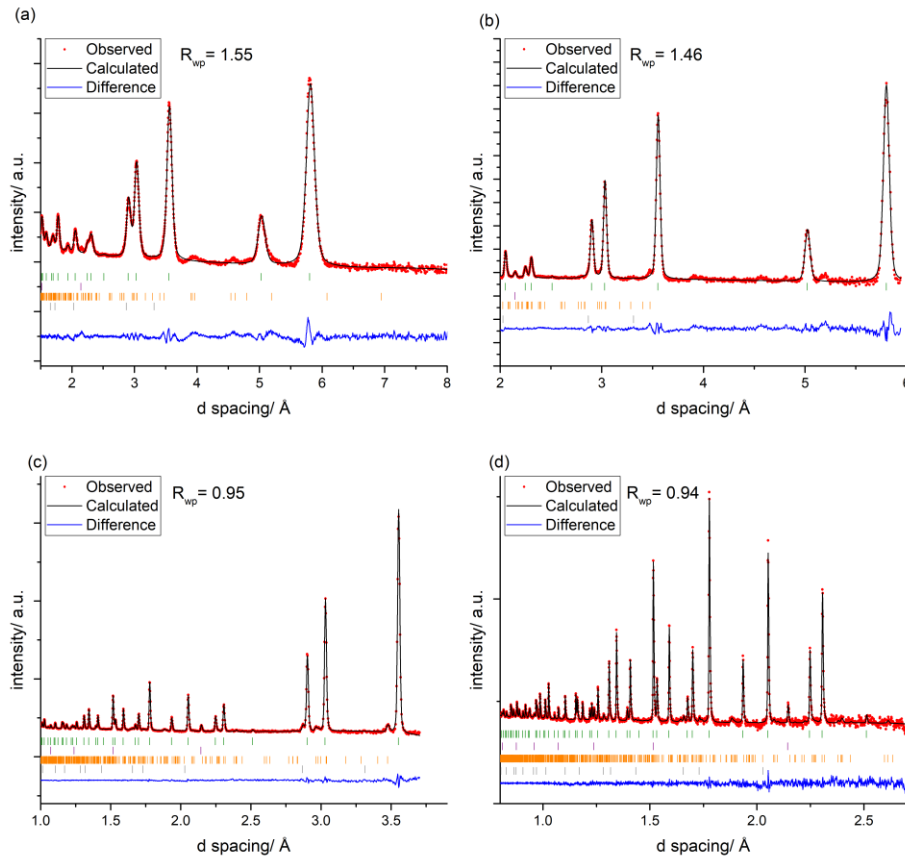 (a)
Observed
Calculated
Difference
R_wp = 1.55
intensity/ a.u.
2 3 4 5 6 7 8
d spacing/ Å
(b)
Observed
Calculated
Difference
R_wp = 1.46
intensity/ a.u.
2 3 4 5 6
d spacing/ Å
(c)
Observed
Calculated
Difference
R_wp = 0.95
intensity/ a.u.
1.0 1.5 2.0 2.5 3.0 3.5
d spacing/ Å
(d)
Observed
Calculated
Difference
R_wp = 0.94
intensity/ a.u.
1.0 1.5 2.0 2.5
d spacing/ Å